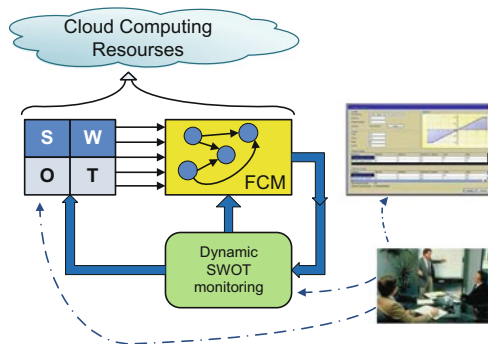 Cloud Computing
Resourses
S W
O T
FCM
Dynamic
SWOT
monitoring